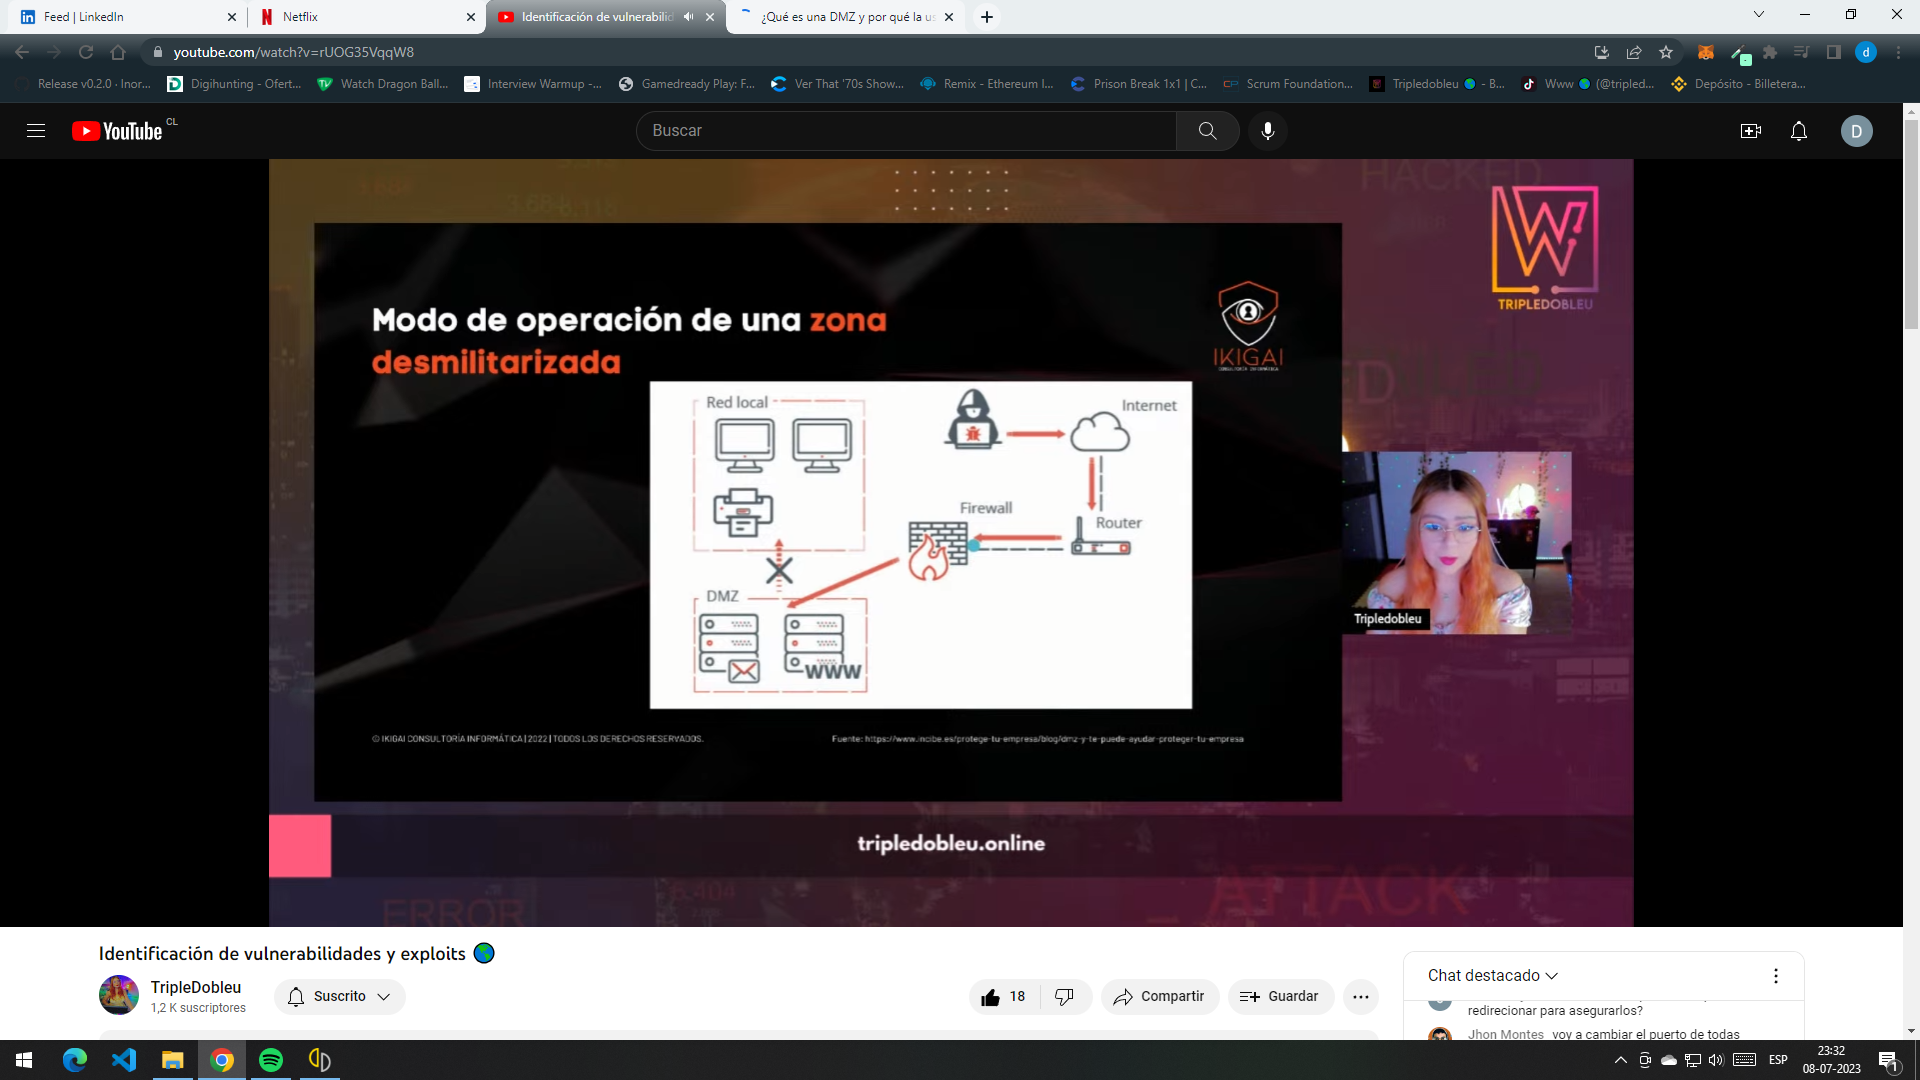 Feed | LinkedIn
Netflix
Identificación de vulnerabilid
¿Qué es una DMZ y por qué la us
youtube.com/watch?v=rUOG35VqqW8
d
Release v0.2.0 · Inor...
Digihunting - Ofert...
Watch Dragon Ball...
Interview Warmup -...
Gamedready Play: F...
Ver That '70s Show...
Remix - Ethereum I...
Prison Break 1x1 | C...
Scrum Foundation...
Tripledobleu - B...
Www (@tripled...
Depósito - Billetera...
YouTube CL
Buscar
D
HACKED
TRIPLEDOBLEU
Modo de operación de una zona
desmilitarizada
IKIGAI
CONSULTORÍA INFORMÁTICA
Red local
Internet
Firewall
Router
DMZ
WWW
Tripledobleu
© IKIGAI CONSULTORÍA INFORMÁTICA | 2022 | TODOS LOS DERECHOS RESERVADOS.
Fuente: https://www.incibe.es/protege-tu-empresa/blog/dmz-y-te-puede-ayudar-proteger-tu-empresa
tripledobleu.online
ERROR
ATTACK
Identificación de vulnerabilidades y exploits
TripleDobleu
1,2 K suscriptores
Suscrito
18
Compartir
Guardar
Chat destacado
redirecionar para asegurarlos?
Jhon Montes voy a cambiar el puerto de todas
ESP
23:32
08-07-2023
1